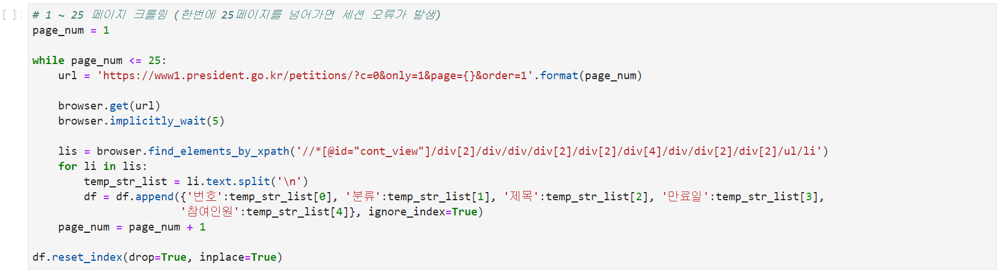 [ ]: # 1 ~ 25 페이지 크롤링 (한번에 25페이지를 넘어가면 세션 오류가 발생)
page_num = 1
while page_num <= 25:
    url = 'https://www1.president.go.kr/petitions/?c=0&only=1&page={}&order=1'.format(page_num)
    browser.get(url)
    browser.implicitly_wait(5)
    lis = browser.find_elements_by_xpath('//*[@id="cont_view"]/div[2]/div/div/div[2]/div[2]/div[4]/div/div[2]/div[2]/ul/li')
    for li in lis:
        temp_str_list = li.text.split('\n')
        df = df.append({'번호':temp_str_list[0], '분류':temp_str_list[1], '제목':temp_str_list[2], '만료일':temp_str_list[3],
                       '참여인원':temp_str_list[4]}, ignore_index=True)
    page_num = page_num + 1
df.reset_index(drop=True, inplace=True)